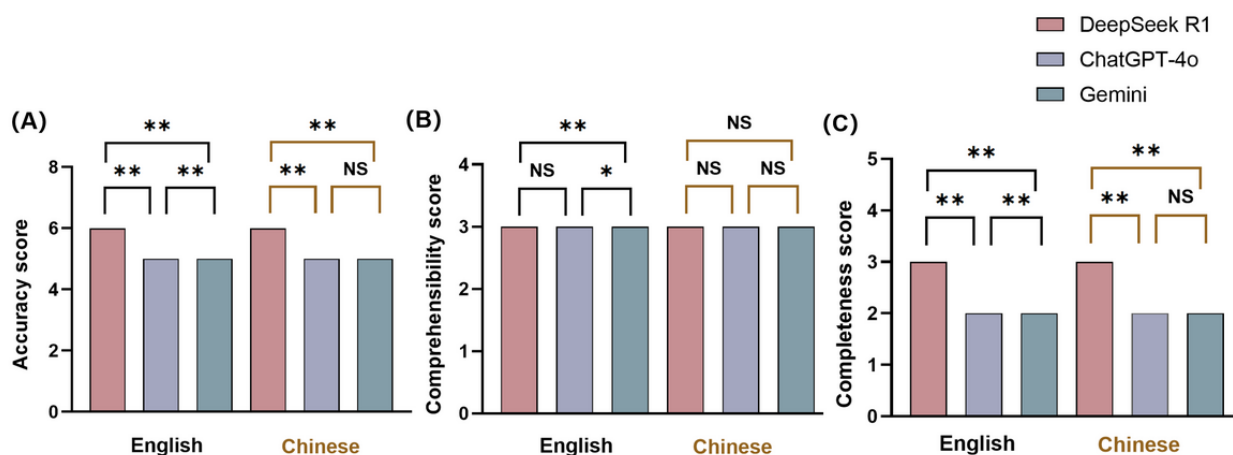 DeepSeek R1
ChatGPT-4o
Gemini
(A)
Accuracy score
8
6
4
2
0
**
**
**
**
**
NS
English
Chinese
(B)
Comprehensibility score
4
3
2
1
0
**
NS
*
NS
NS
NS
English
Chinese
(C)
Completeness score
5
4
3
2
1
0
**
**
**
**
**
NS
English
Chinese